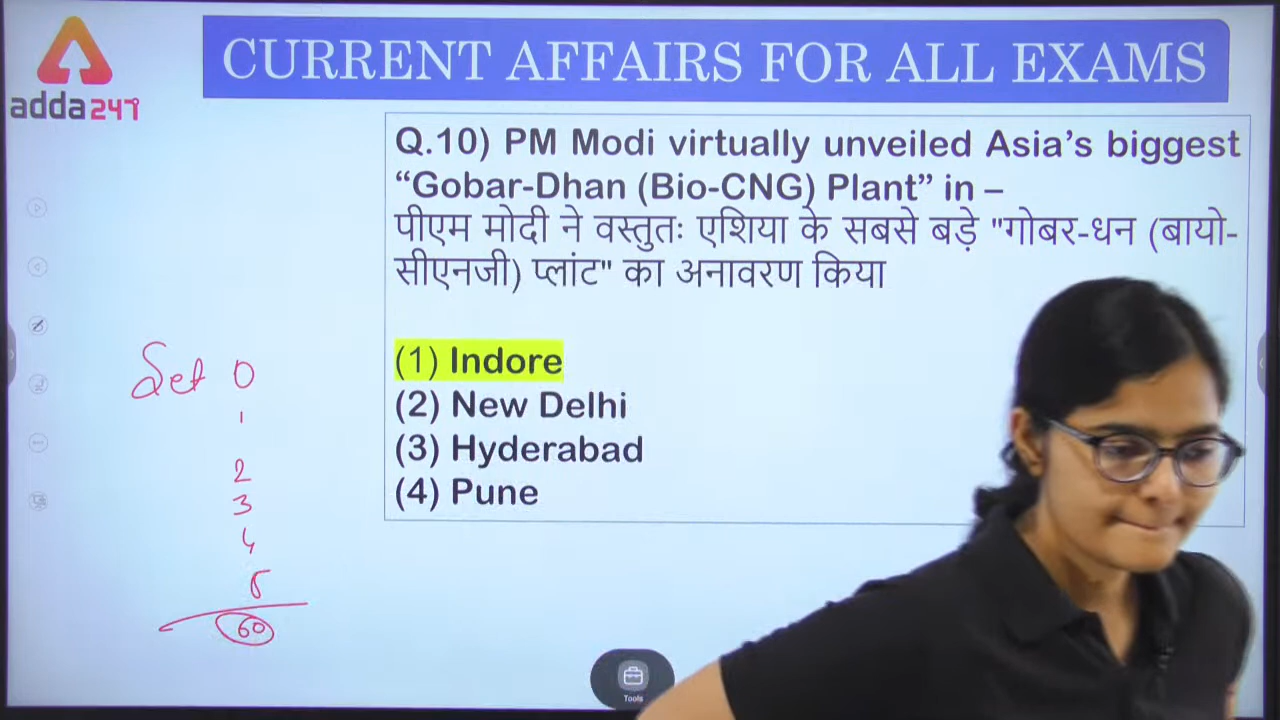 adda247
CURRENT AFFAIRS FOR ALL EXAMS
Q.10) PM Modi virtually unveiled Asia’s biggest
“Gobar-Dhan (Bio-CNG) Plant” in –
पीएम मोदी ने वस्तुतः एशिया के सबसे बड़े "गोबर-धन (बायो-
सीएनजी) प्लांट" का अनावरण किया
(1) Indore
(2) New Delhi
(3) Hyderabad
(4) Pune
Set 0
1
2
3
4
5
60
Tools